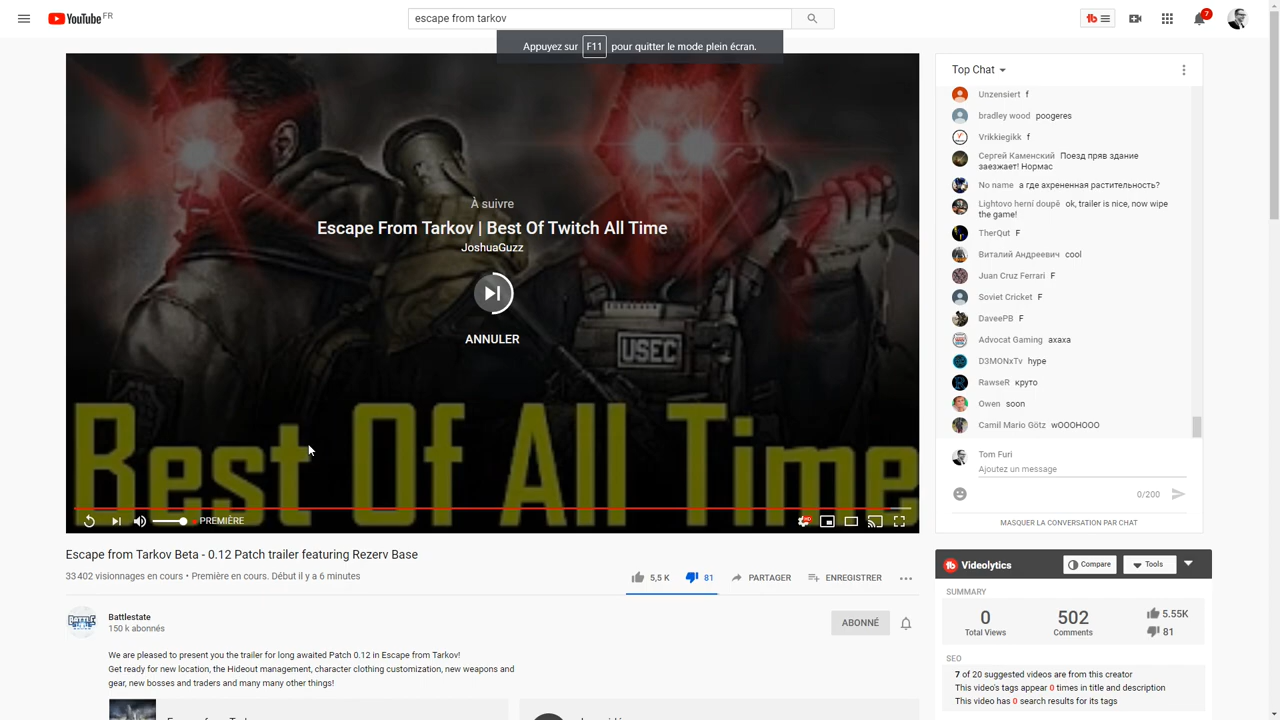 YouTube FR
escape from tarkov
7
Appuyez sur F11 pour quitter le mode plein écran.
À suivre
Escape From Tarkov | Best Of Twitch All Time
JoshuaGuzz
ANNULER
USEC
Best Of All Time
PREMIÈRE
Escape from Tarkov Beta - 0.12 Patch trailer featuring Rezerv Base
33 402 visionnages en cours • Première en cours. Début il y a 6 minutes
5,5 K
81
PARTAGER
ENREGISTRER
Battlestate
150 k abonnés
ABONNÉ
We are pleased to present you the trailer for long awaited Patch 0.12 in Escape from Tarkov!
Get ready for new location, the Hideout management, character clothing customization, new weapons and
gear, new bosses and traders and many many other things!
Top Chat
Unzensiert f
bradley wood poogeres
Vrikkiegikk f
Сергей Каменский Поезд пряв здание
заезжает! Нормас
No name а где ахрененная растительность?
Lightovo herní doupě ok, trailer is nice, now wipe
the game!
TherQut F
Виталий Андреевич cool
Juan Cruz Ferrari F
Soviet Cricket F
DaveePB F
Advocat Gaming ахаха
D3MONxTv hype
RawseR круто
Owen soon
Camil Mario Götz wOOOHOOO
Tom Furi
Ajoutez un message
0/200
MASQUER LA CONVERSATION PAR CHAT
Videolytics
Compare
Tools
SUMMARY
0
Total Views
502
Comments
5.55K
81
SEO
7 of 20 suggested videos are from this creator
This video's tags appear 0 times in title and description
This video has 0 search results for its tags